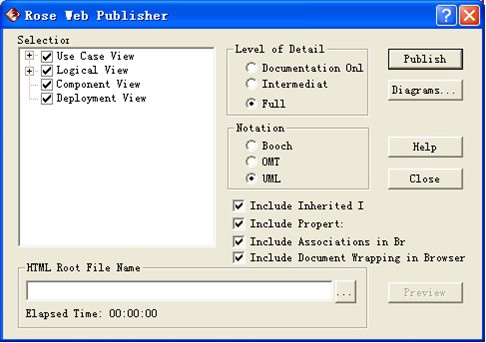 Rose Web Publisher
Selection
Use Case View
Logical View
Component View
Deployment View
Level of Detail
Documentation Onl
Intermediat
Full
Notation
Booch
OMT
UML
Include Inherited I
Include Propert:
Include Associations in Br
Include Document Wrapping in Browser
Publish
Diagrams...
Help
Close
HTML Root File Name
...
Preview
Elapsed Time: 00:00:00